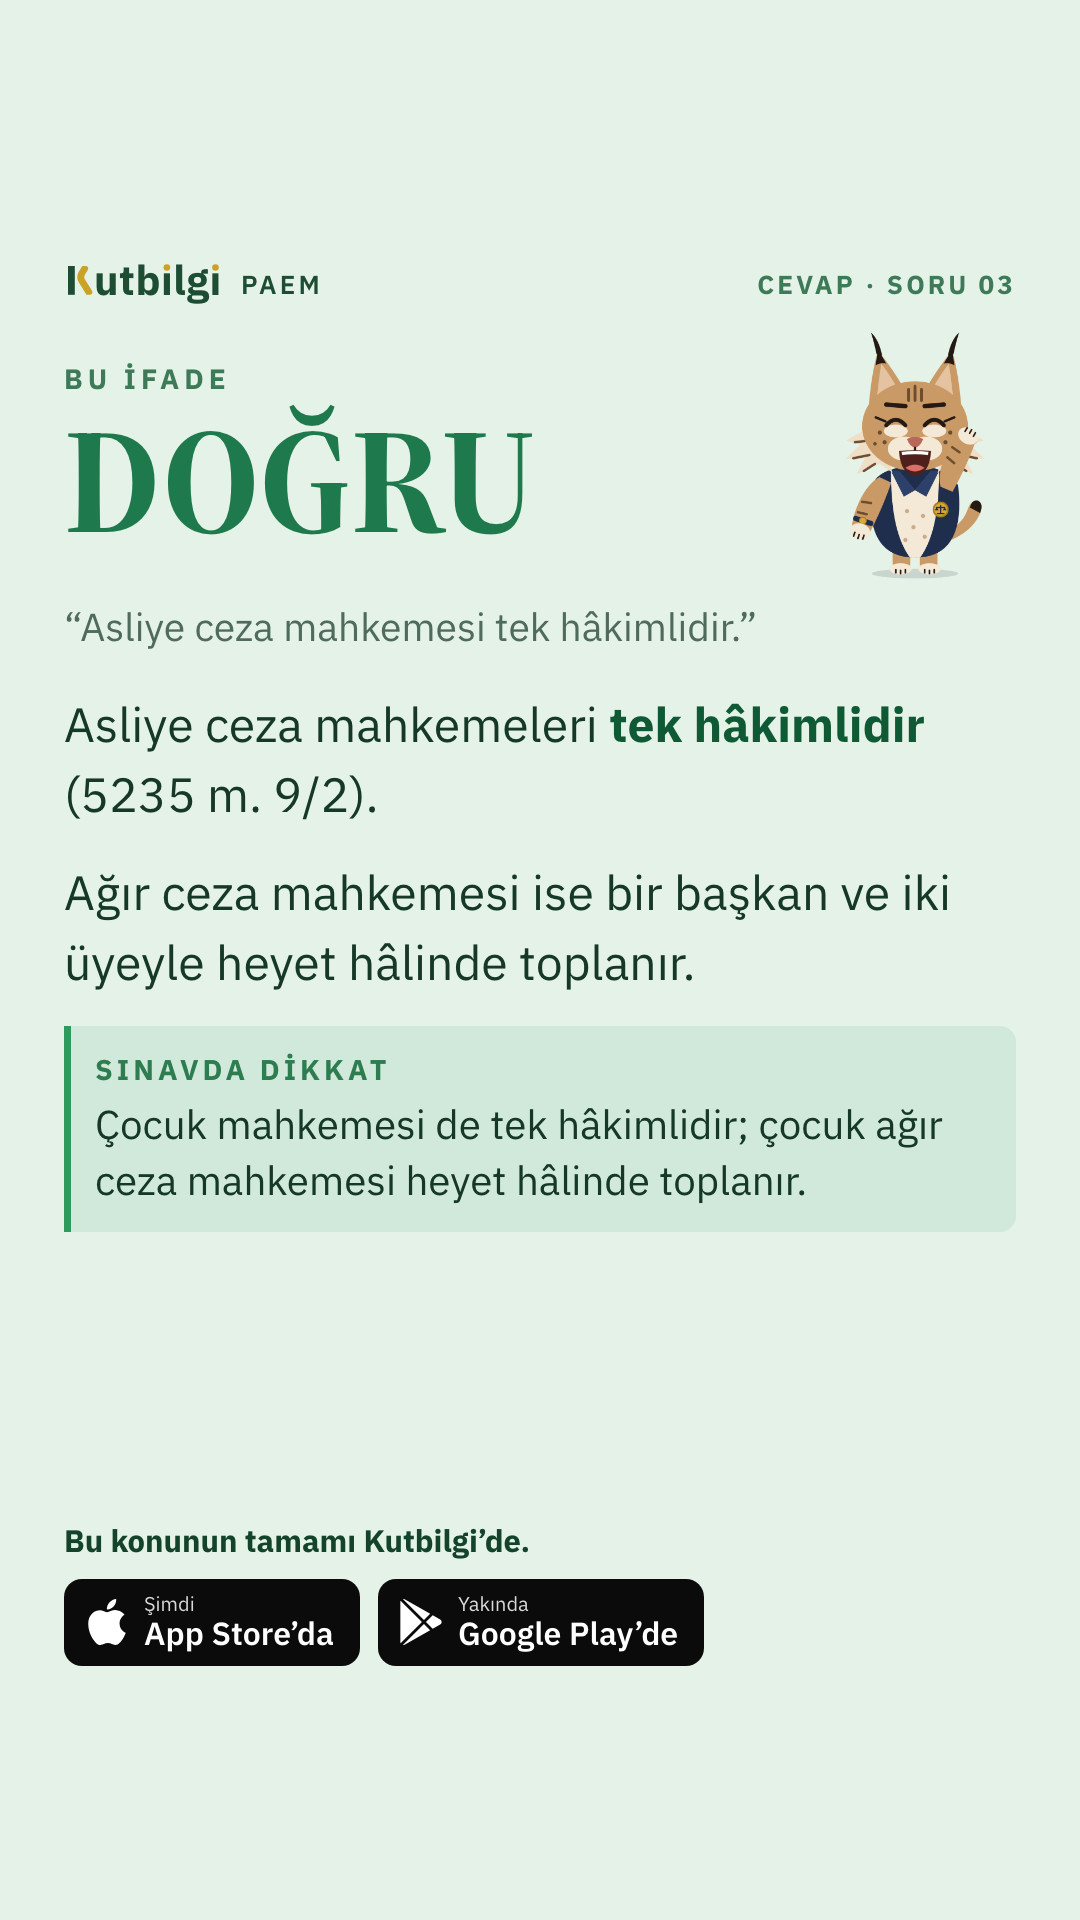 Kutbilgi PAEM
CEVAP · SORU 03
BU İFADE
DOĞRU
“Asliye ceza mahkemesi tek hâkimlidir.”
Asliye ceza mahkemeleri tek hâkimlidir
(5235 m. 9/2).
Ağır ceza mahkemesi ise bir başkan ve iki
üyeyle heyet hâlinde toplanır.
SINAVDA DİKKAT
Çocuk mahkemesi de tek hâkimlidir; çocuk ağır
ceza mahkemesi heyet hâlinde toplanır.
Bu konunun tamamı Kutbilgi’de.
Şimdi
App Store’da
Yakında
Google Play’de